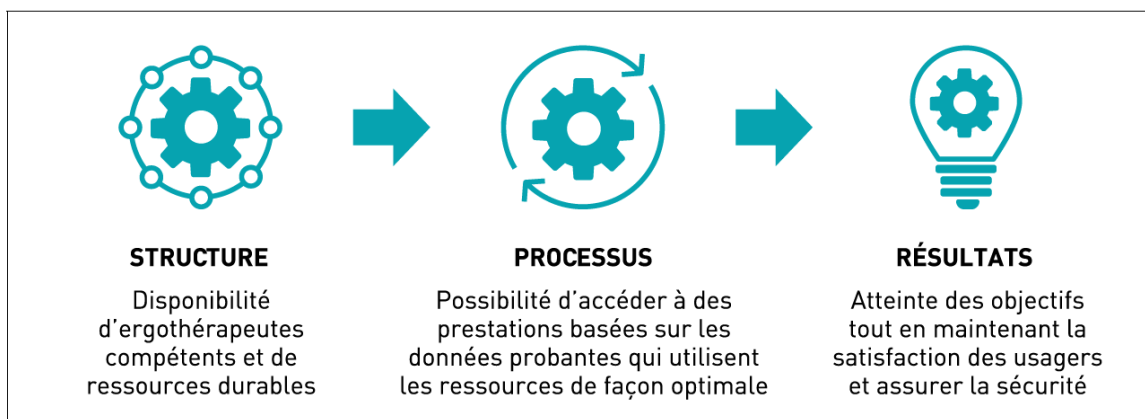 STRUCTURE
Disponibilité
d'ergothérapeutes
compétents et de
ressources durables
PROCESSUS
Possibilité d'accéder à des
prestations basées sur les
données probantes qui utilisent
les ressources de façon optimale
RÉSULTATS
Atteinte des objectifs
tout en maintenant la
satisfaction des usagers
et assurer la sécurité